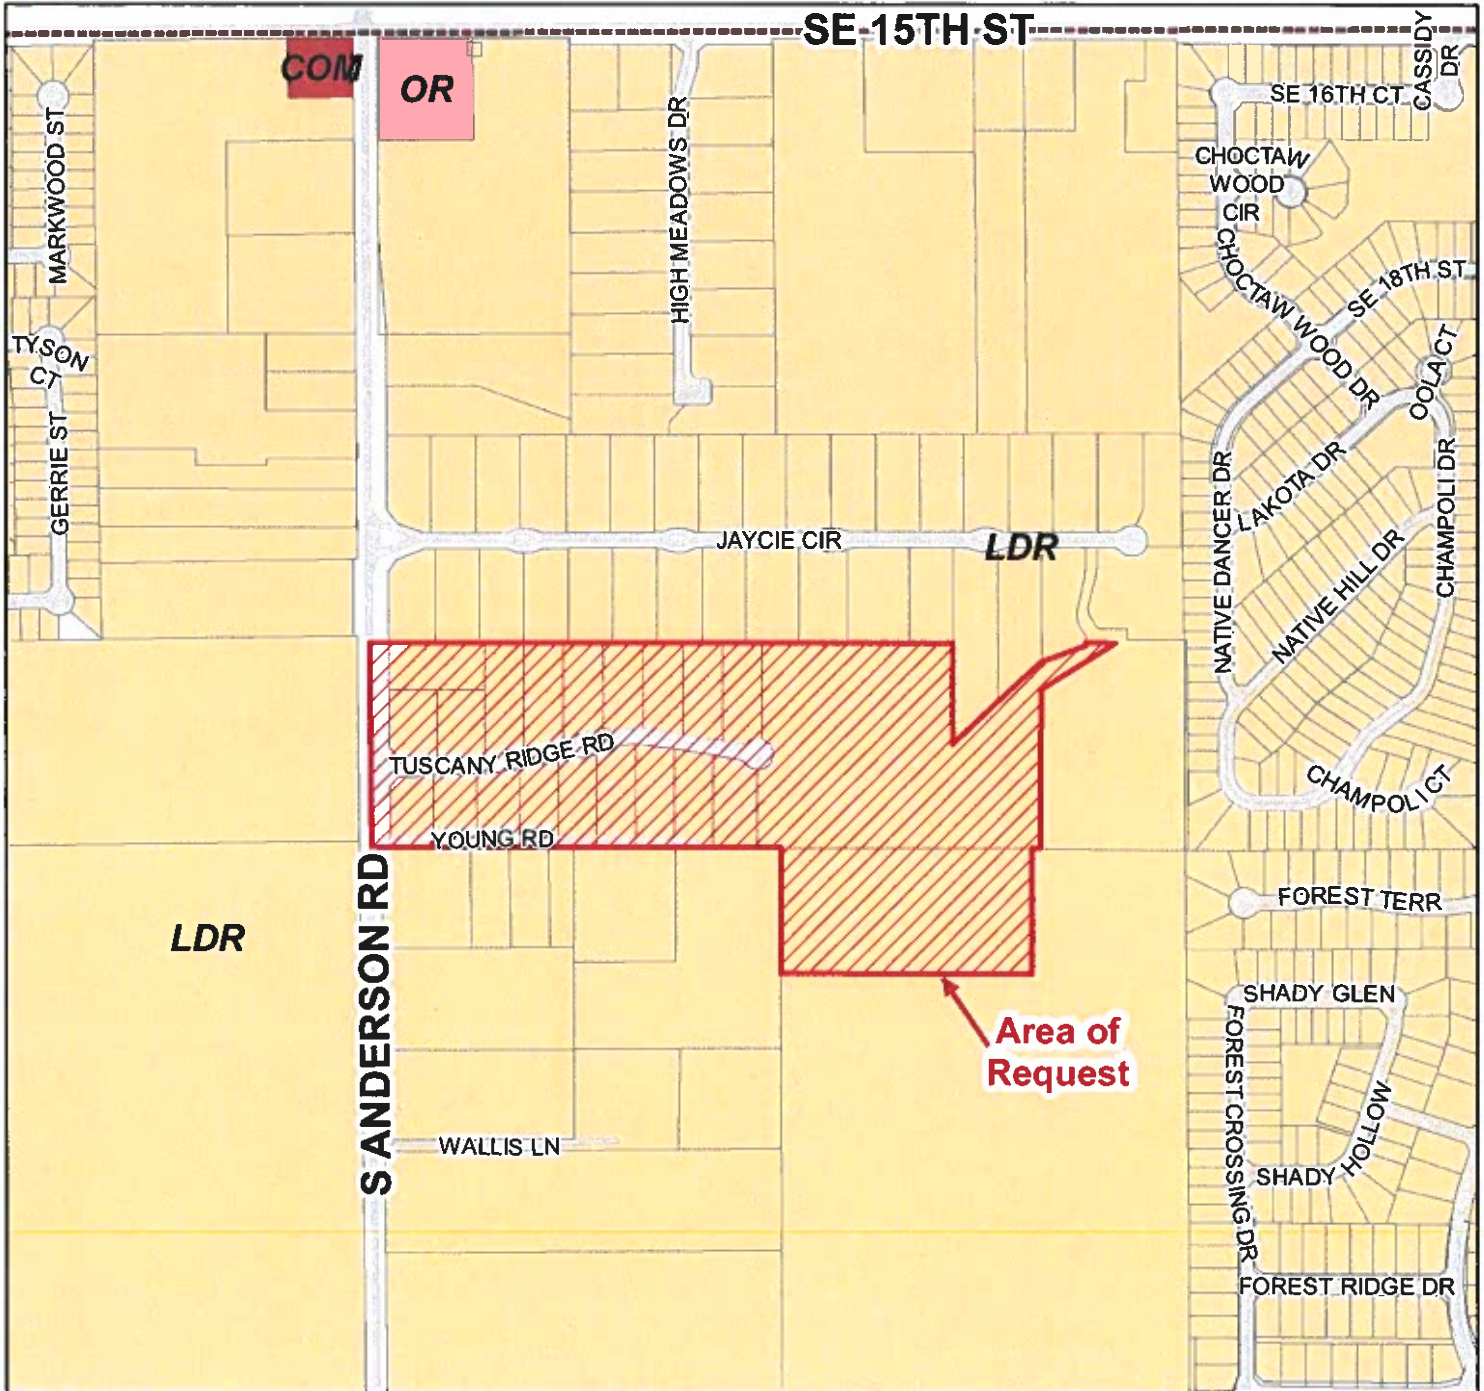 SE 15TH ST
COM
OR
CASSIDY
DR
SE 16TH CT
MARKWOOD ST
HIGH MEADOWS DR
CHOCTAW
WOOD
CIR
CHOCTAW WOOD DR
SE 18TH ST
TYSON
CT
OOLA CT
GERRIE ST
NATIVE DANCER DR
LAKOTA DR
CHAMPOLI DR
JAYCIE CIR
LDR
NATIVE HILL DR
TUSCANY RIDGE RD
CHAMPOLI CT
YOUNG RD
S ANDERSON RD
LDR
FOREST TERR
SHADY GLEN
Area of
Request
FOREST CROSSING DR
WALLIS LN
SHADY HOLLOW
FOREST RIDGE DR